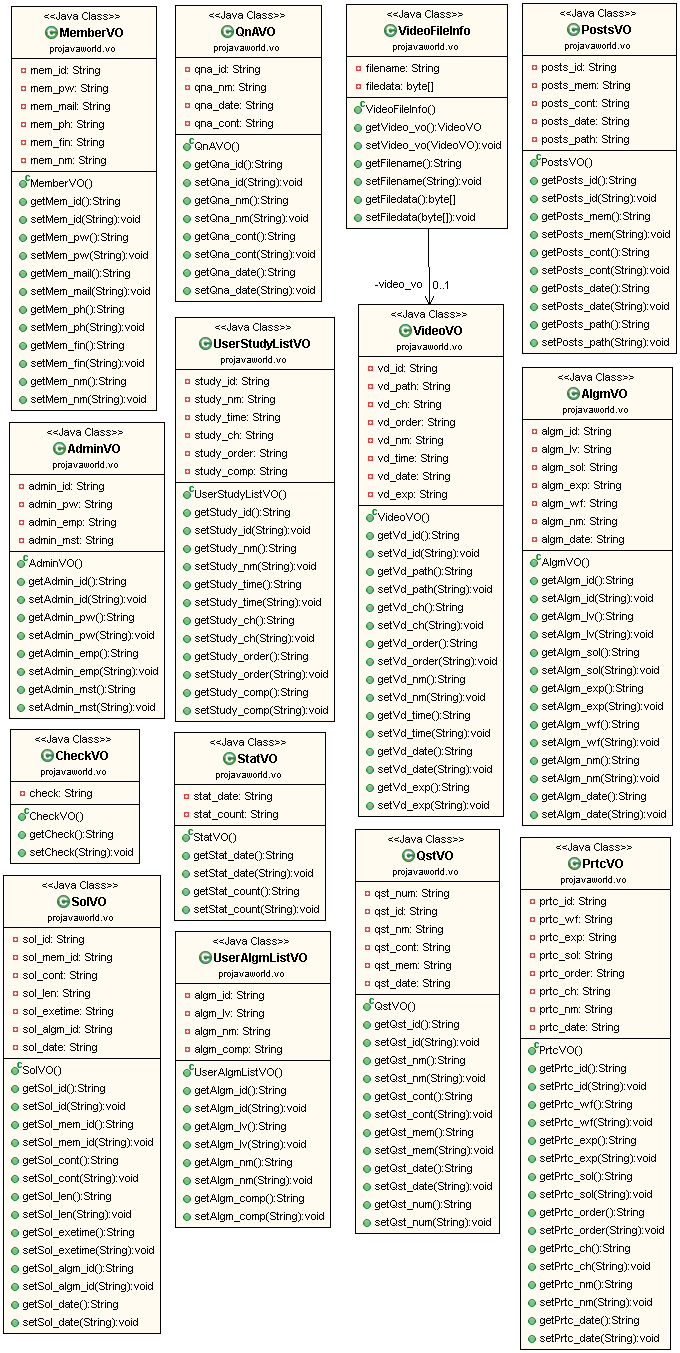 <<Java Class>>
MemberVO
projavaworld.vo
mem_id: String
mem_pw: String
mem_mail: String
mem_ph: String
mem_fin: String
mem_nm: String
MemberVO()
getMem_id():String
setMem_id(String):void
getMem_pw():String
setMem_pw(String):void
getMem_mail():String
setMem_mail(String):void
getMem_ph():String
setMem_ph(String):void
getMem_fin():String
setMem_fin(String):void
getMem_nm():String
setMem_nm(String):void
<<Java Class>>
QnAVO
projavaworld.vo
qna_id: String
qna_nm: String
qna_date: String
qna_cont: String
QnAVO()
getQna_id():String
setQna_id(String):void
getQna_nm():String
setQna_nm(String):void
getQna_cont():String
setQna_cont(String):void
getQna_date():String
setQna_date(String):void
<<Java Class>>
VideoFileInfo
projavaworld.vo
filename: String
filedata: byte[]
VideoFileInfo()
getVideo_vo():VideoVO
setVideo_vo(VideoVO):void
getFilename():String
setFilename(String):void
getFiledata():byte[]
setFiledata(byte[]):void
-video_vo 0..1
<<Java Class>>
PostsVO
projavaworld.vo
posts_id: String
posts_mem: String
posts_cont: String
posts_date: String
posts_path: String
PostsVO()
getPosts_id():String
setPosts_id(String):void
getPosts_mem():String
setPosts_mem(String):void
getPosts_cont():String
setPosts_cont(String):void
getPosts_date():String
setPosts_date(String):void
getPosts_path():String
setPosts_path(String):void
<<Java Class>>
UserStudyListVO
projavaworld.vo
study_id: String
study_nm: String
study_time: String
study_ch: String
study_order: String
study_comp: String
UserStudyListVO()
getStudy_id():String
setStudy_id(String):void
getStudy_nm():String
setStudy_nm(String):void
getStudy_time():String
setStudy_time(String):void
getStudy_ch():String
setStudy_ch(String):void
getStudy_order():String
setStudy_order(String):void
getStudy_comp():String
setStudy_comp(String):void
<<Java Class>>
VideoVO
projavaworld.vo
vd_id: String
vd_path: String
vd_ch: String
vd_order: String
vd_nm: String
vd_time: String
vd_date: String
vd_exp: String
VideoVO()
getVd_id():String
setVd_id(String):void
getVd_path():String
setVd_path(String):void
getVd_ch():String
setVd_ch(String):void
getVd_order():String
setVd_order(String):void
getVd_nm():String
setVd_nm(String):void
getVd_time():String
setVd_time(String):void
getVd_date():String
setVd_date(String):void
getVd_exp():String
setVd_exp(String):void
<<Java Class>>
AlgmVO
projavaworld.vo
algm_id: String
algm_lv: String
algm_sol: String
algm_exp: String
algm_wf: String
algm_nm: String
algm_date: String
AlgmVO()
getAlgm_id():String
setAlgm_id(String):void
getAlgm_lv():String
setAlgm_lv(String):void
getAlgm_sol():String
setAlgm_sol(String):void
getAlgm_exp():String
setAlgm_exp(String):void
getAlgm_wf():String
setAlgm_wf(String):void
getAlgm_nm():String
setAlgm_nm(String):void
getAlgm_date():String
setAlgm_date(String):void
<<Java Class>>
AdminVO
projavaworld.vo
admin_id: String
admin_pw: String
admin_emp: String
admin_mst: String
AdminVO()
getAdmin_id():String
setAdmin_id(String):void
getAdmin_pw():String
setAdmin_pw(String):void
getAdmin_emp():String
setAdmin_emp(String):void
getAdmin_mst():String
setAdmin_mst(String):void
<<Java Class>>
CheckVO
projavaworld.vo
check: String
CheckVO()
getCheck():String
setCheck(String):void
<<Java Class>>
StatVO
projavaworld.vo
stat_date: String
stat_count: String
StatVO()
getStat_date():String
setStat_date(String):void
getStat_count():String
setStat_count(String):void
<<Java Class>>
QstVO
projavaworld.vo
qst_num: String
qst_id: String
qst_nm: String
qst_cont: String
qst_mem: String
qst_date: String
QstVO()
getQst_id():String
setQst_id(String):void
getQst_nm():String
setQst_nm(String):void
getQst_cont():String
setQst_cont(String):void
getQst_mem():String
setQst_mem(String):void
getQst_date():String
setQst_date(String):void
getQst_num():String
setQst_num(String):void
<<Java Class>>
PrtcVO
projavaworld.vo
prtc_id: String
prtc_wf: String
prtc_exp: String
prtc_sol: String
prtc_order: String
prtc_ch: String
prtc_nm: String
prtc_date: String
PrtcVO()
getPrtc_id():String
setPrtc_id(String):void
getPrtc_wf():String
setPrtc_wf(String):void
getPrtc_exp():String
setPrtc_exp(String):void
getPrtc_sol():String
setPrtc_sol(String):void
getPrtc_order():String
setPrtc_order(String):void
getPrtc_ch():String
setPrtc_ch(String):void
getPrtc_nm():String
setPrtc_nm(String):void
getPrtc_date():String
setPrtc_date(String):void
<<Java Class>>
SolVO
projavaworld.vo
sol_id: String
sol_mem_id: String
sol_cont: String
sol_len: String
sol_exetime: String
sol_algm_id: String
sol_date: String
SolVO()
getSol_id():String
setSol_id(String):void
getSol_mem_id():String
setSol_mem_id(String):void
getSol_cont():String
setSol_cont(String):void
getSol_len():String
setSol_len(String):void
getSol_exetime():String
setSol_exetime(String):void
getSol_algm_id():String
setSol_algm_id(String):void
getSol_date():String
setSol_date(String):void
<<Java Class>>
UserAlgmListVO
projavaworld.vo
algm_id: String
algm_lv: String
algm_nm: String
algm_comp: String
UserAlgmListVO()
getAlgm_id():String
setAlgm_id(String):void
getAlgm_lv():String
setAlgm_lv(String):void
getAlgm_nm():String
setAlgm_nm(String):void
getAlgm_comp():String
setAlgm_comp(String):void